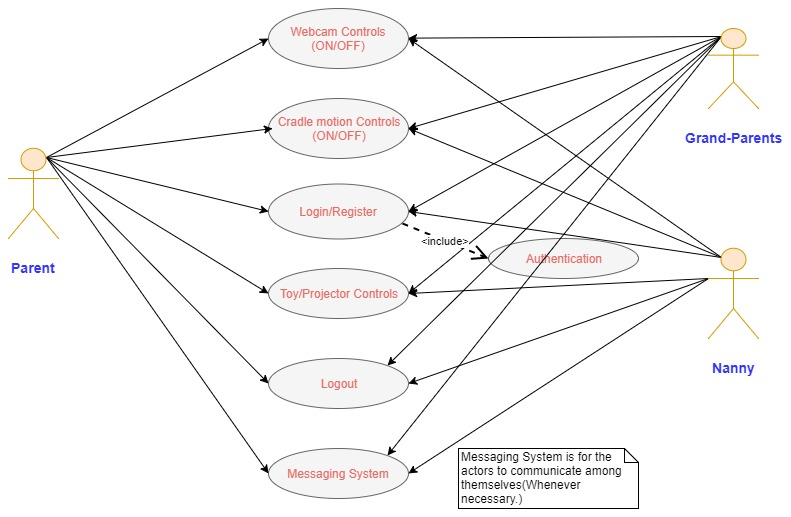 Webcam Controls
(ON/OFF)
Grand-Parents
Cradle motion Controls
(ON/OFF)
Parent
Login/Register
<include>
Authentication
Toy/Projector Controls
Nanny
Logout
Messaging System
Messaging System is for the
actors to communicate among
themselves(Whenever
necessary.)